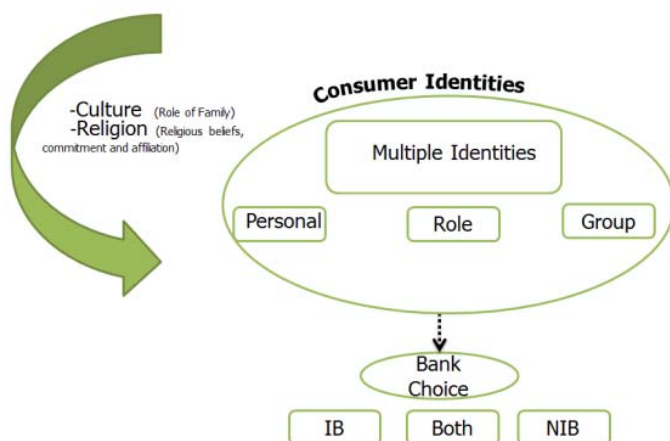 Consumer Identities
-Culture (Role of Family)
-Religion (Religious beliefs,
commitment and affiliation)
Multiple Identities
Personal
Role
Group
Bank
Choice
IB
Both
NIB